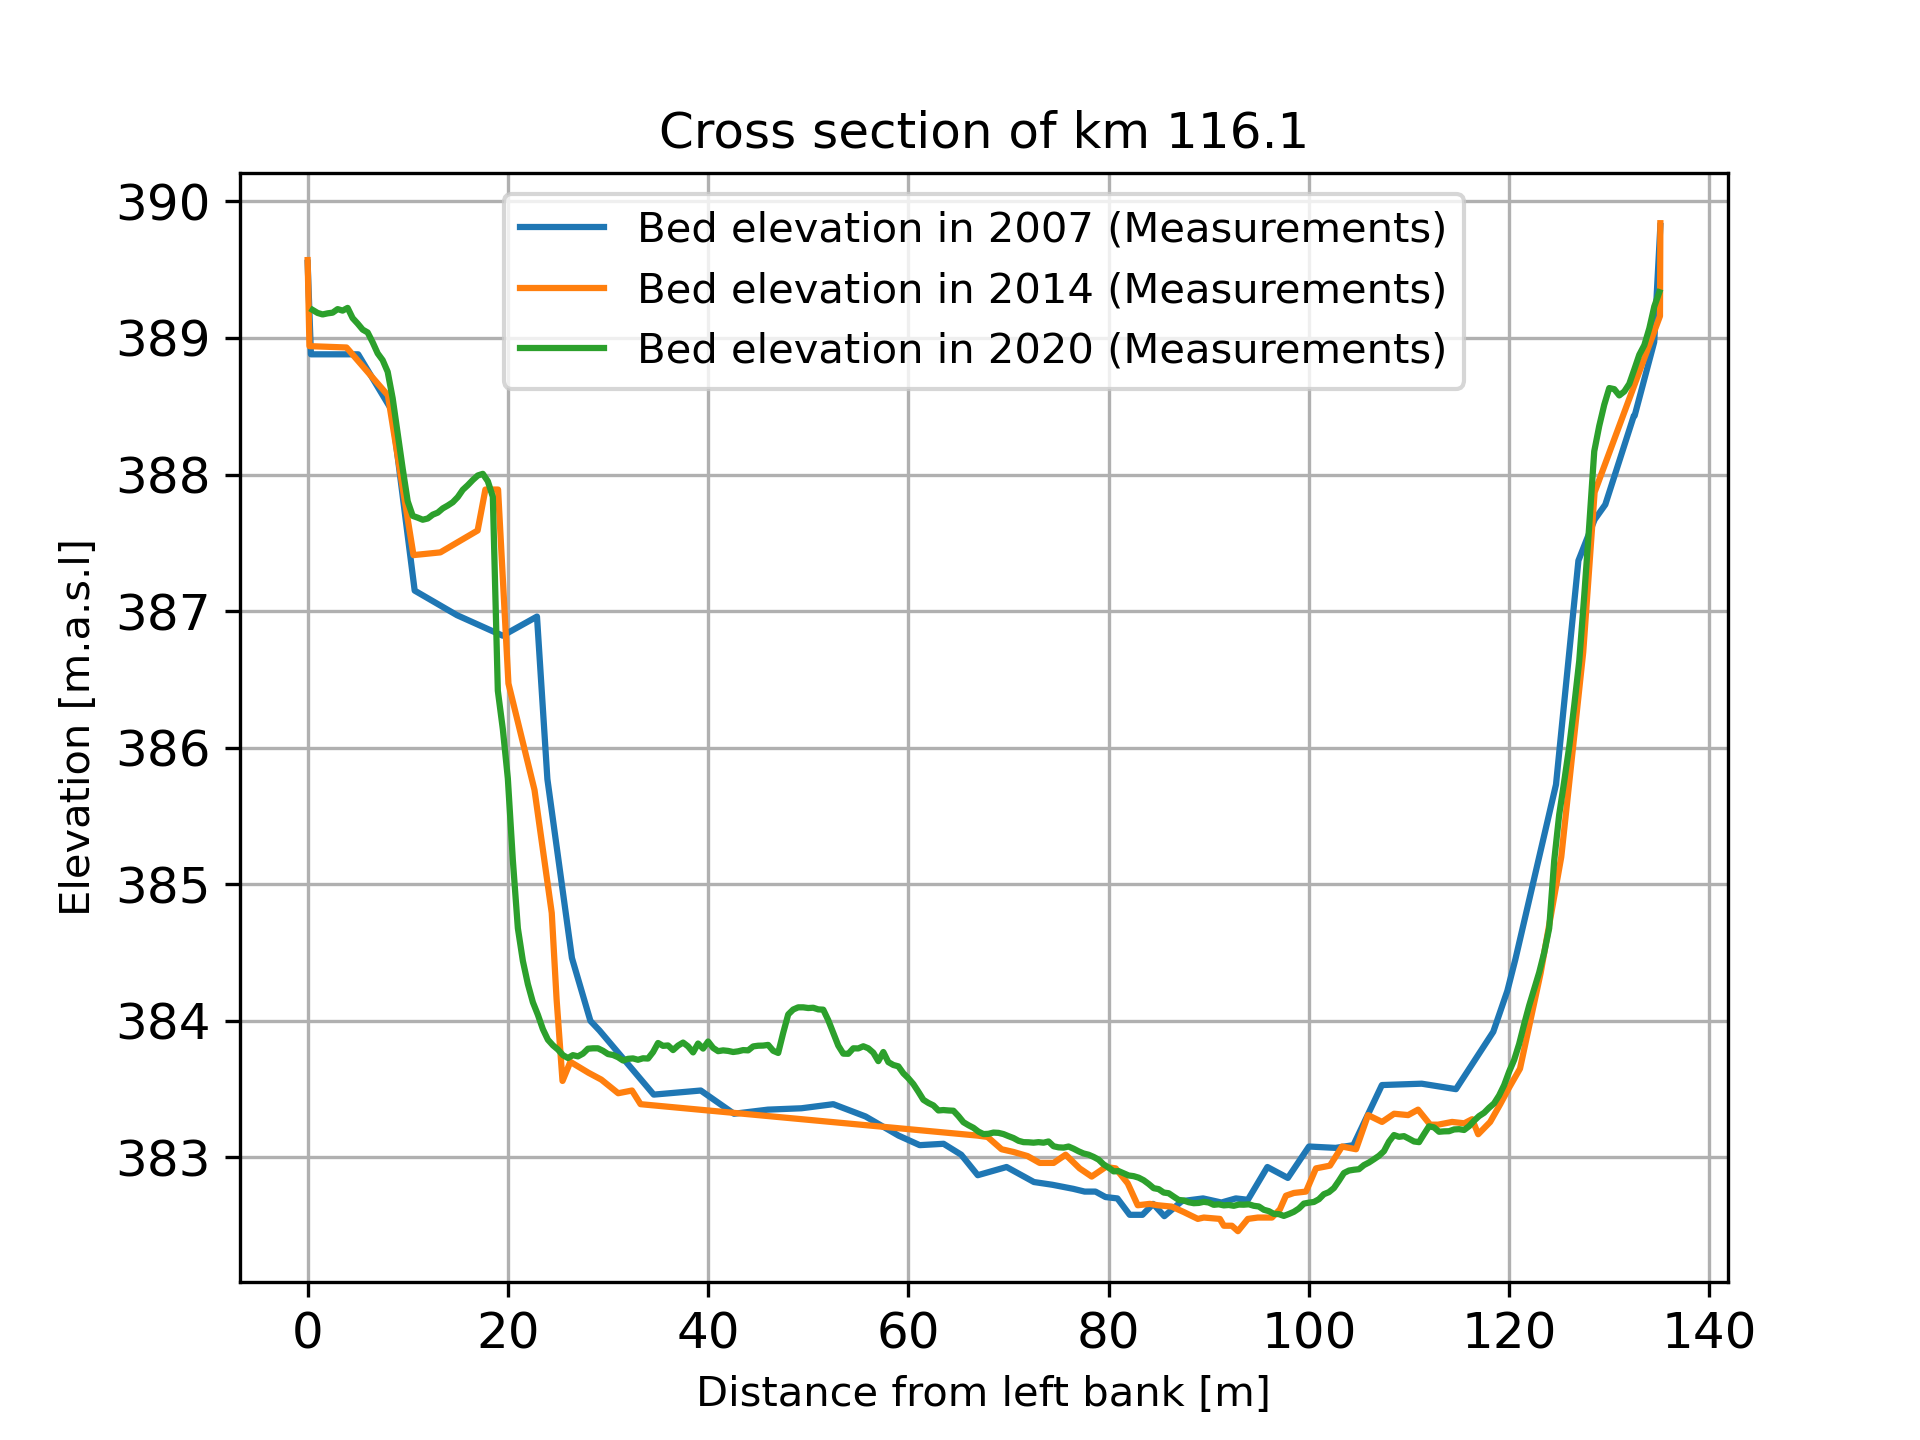 Cross section of km 116.1
Bed elevation in 2007 (Measurements)
Bed elevation in 2014 (Measurements)
Bed elevation in 2020 (Measurements)
390
389
388
387
386
385
384
383
Elevation [m.a.s.l]
0 20 40 60 80 100 120 140
Distance from left bank [m]